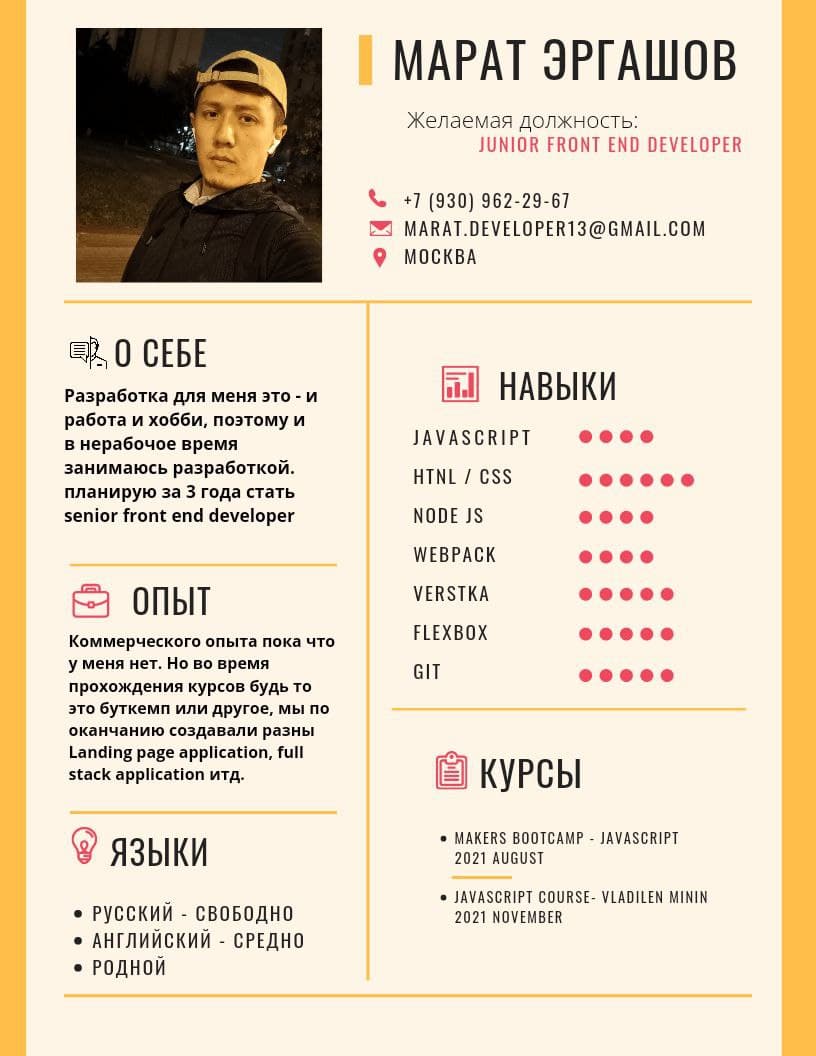 МАРАТ ЭРГАШОВ
Желаемая должность:
JUNIOR FRONT END DEVELOPER
+7 (930) 962-29-67
MARAT.DEVELOPER13@GMAIL.COM
МОСКВА
О СЕБЕ
Разработка для меня это - и
работа и хобби, поэтому и
в нерабочое время
занимаюсь разработкой.
планирую за 3 года стать
senior front end developer
ОПЫТ
Коммерческого опыта пока что
у меня нет. Но во время
прохождения курсов будь то
это буткемп или другое, мы по
оканчанию создавали разны
Landing page application, full
stack application итд.
ЯЗЫКИ
РУССКИЙ - СВОБОДНО
АНГЛИЙСКИЙ - СРЕДНО
РОДНОЙ
НАВЫКИ
JAVASCRIPT
HTNL / CSS
NODE JS
WEBPACK
VERSTKA
FLEXBOX
GIT
КУРСЫ
MAKERS BOOTCAMP - JAVASCRIPT
2021 AUGUST
JAVASCRIPT COURSE- VLADILEN MININ
2021 NOVEMBER